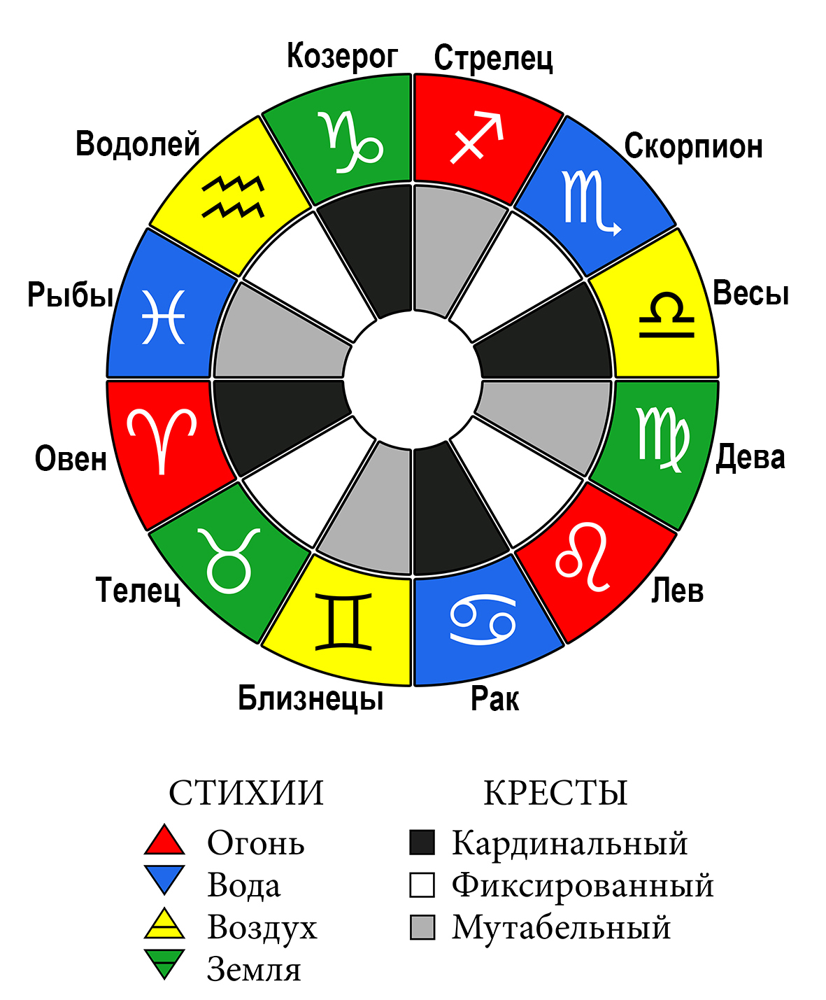 Козерог
Стрелец
Водолей
Скорпион
Рыбы
Весы
Овен
Дева
Телец
Лев
Близнецы
Рак
СТИХИИ
Огонь
Вода
Воздух
Земля
КРЕСТЫ
Кардинальный
Фиксированный
Мутабельный